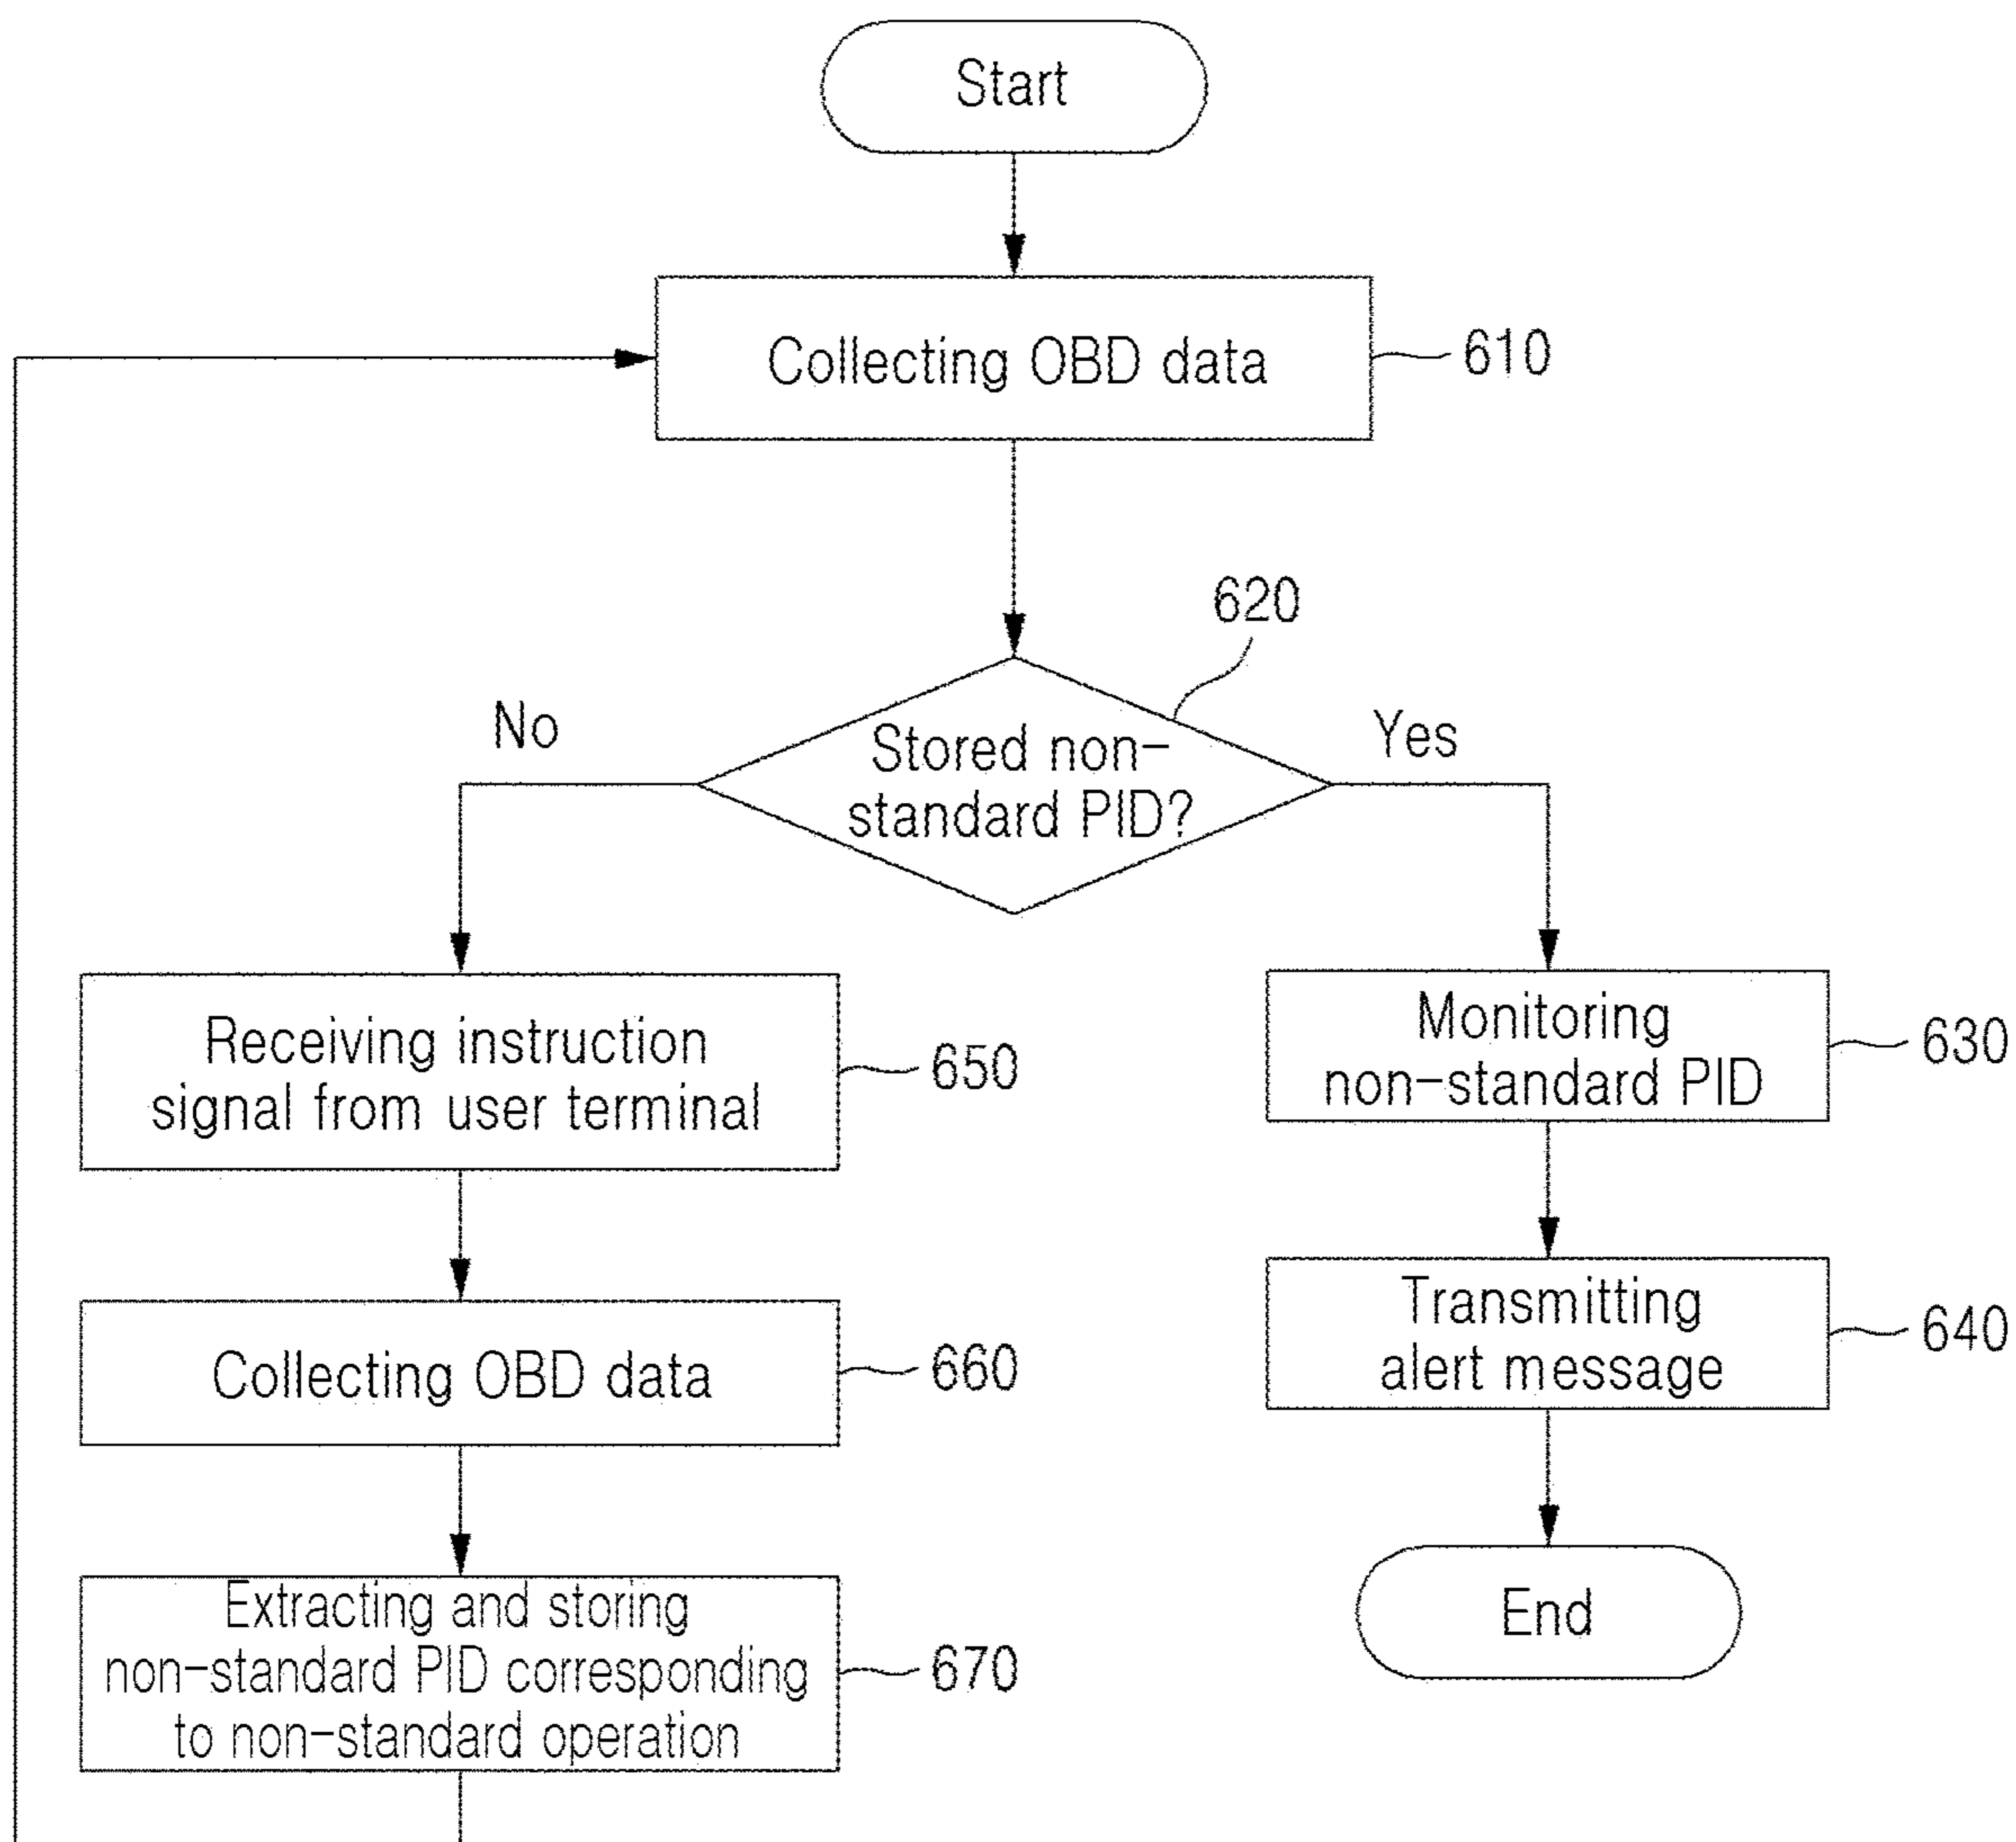 Start
Collecting OBD data
610
620
No
Yes
Stored non-
standard PID?
Receiving instruction
signal from user terminal
650
Monitoring
non-standard PID
630
Collecting OBD data
660
Transmitting
alert message
640
Extracting and storing
non-standard PID corresponding
to non-standard operation
670
End